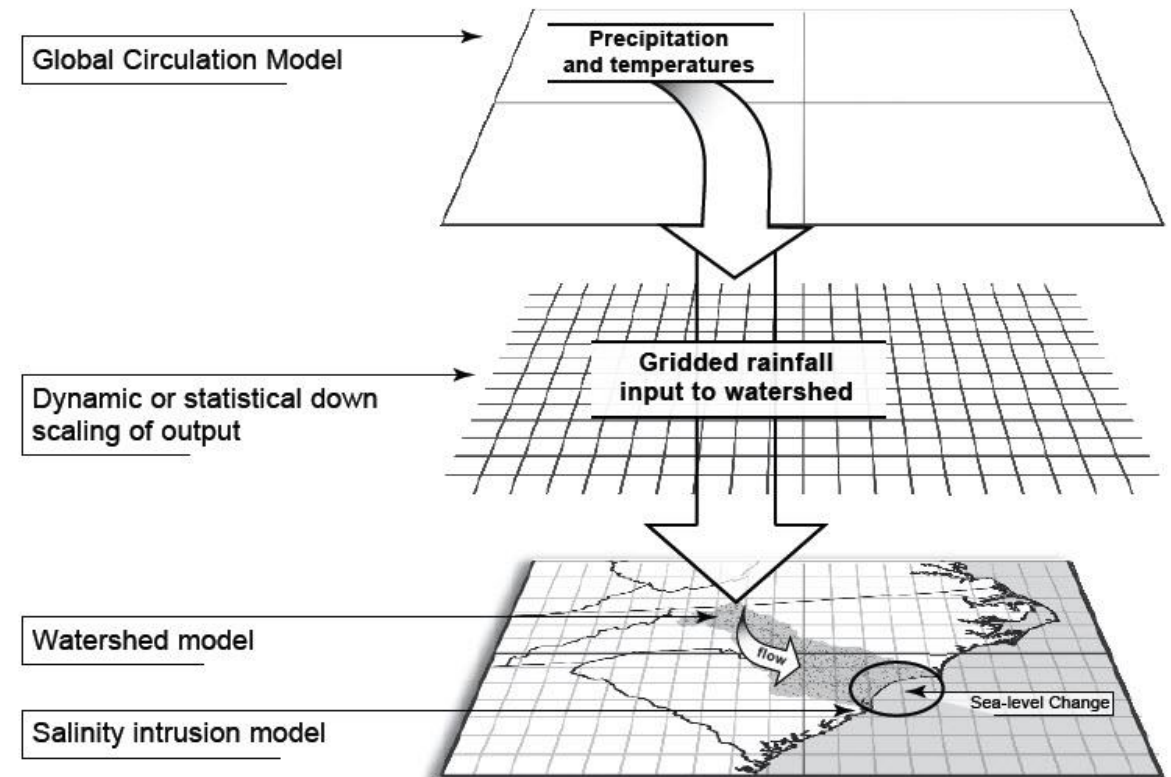 Global Circulation Model
Precipitation
and temperatures
Dynamic or statistical down
scaling of output
Gridded rainfall
input to watershed
Watershed model
flow
Sea-level Change
Salinity intrusion model